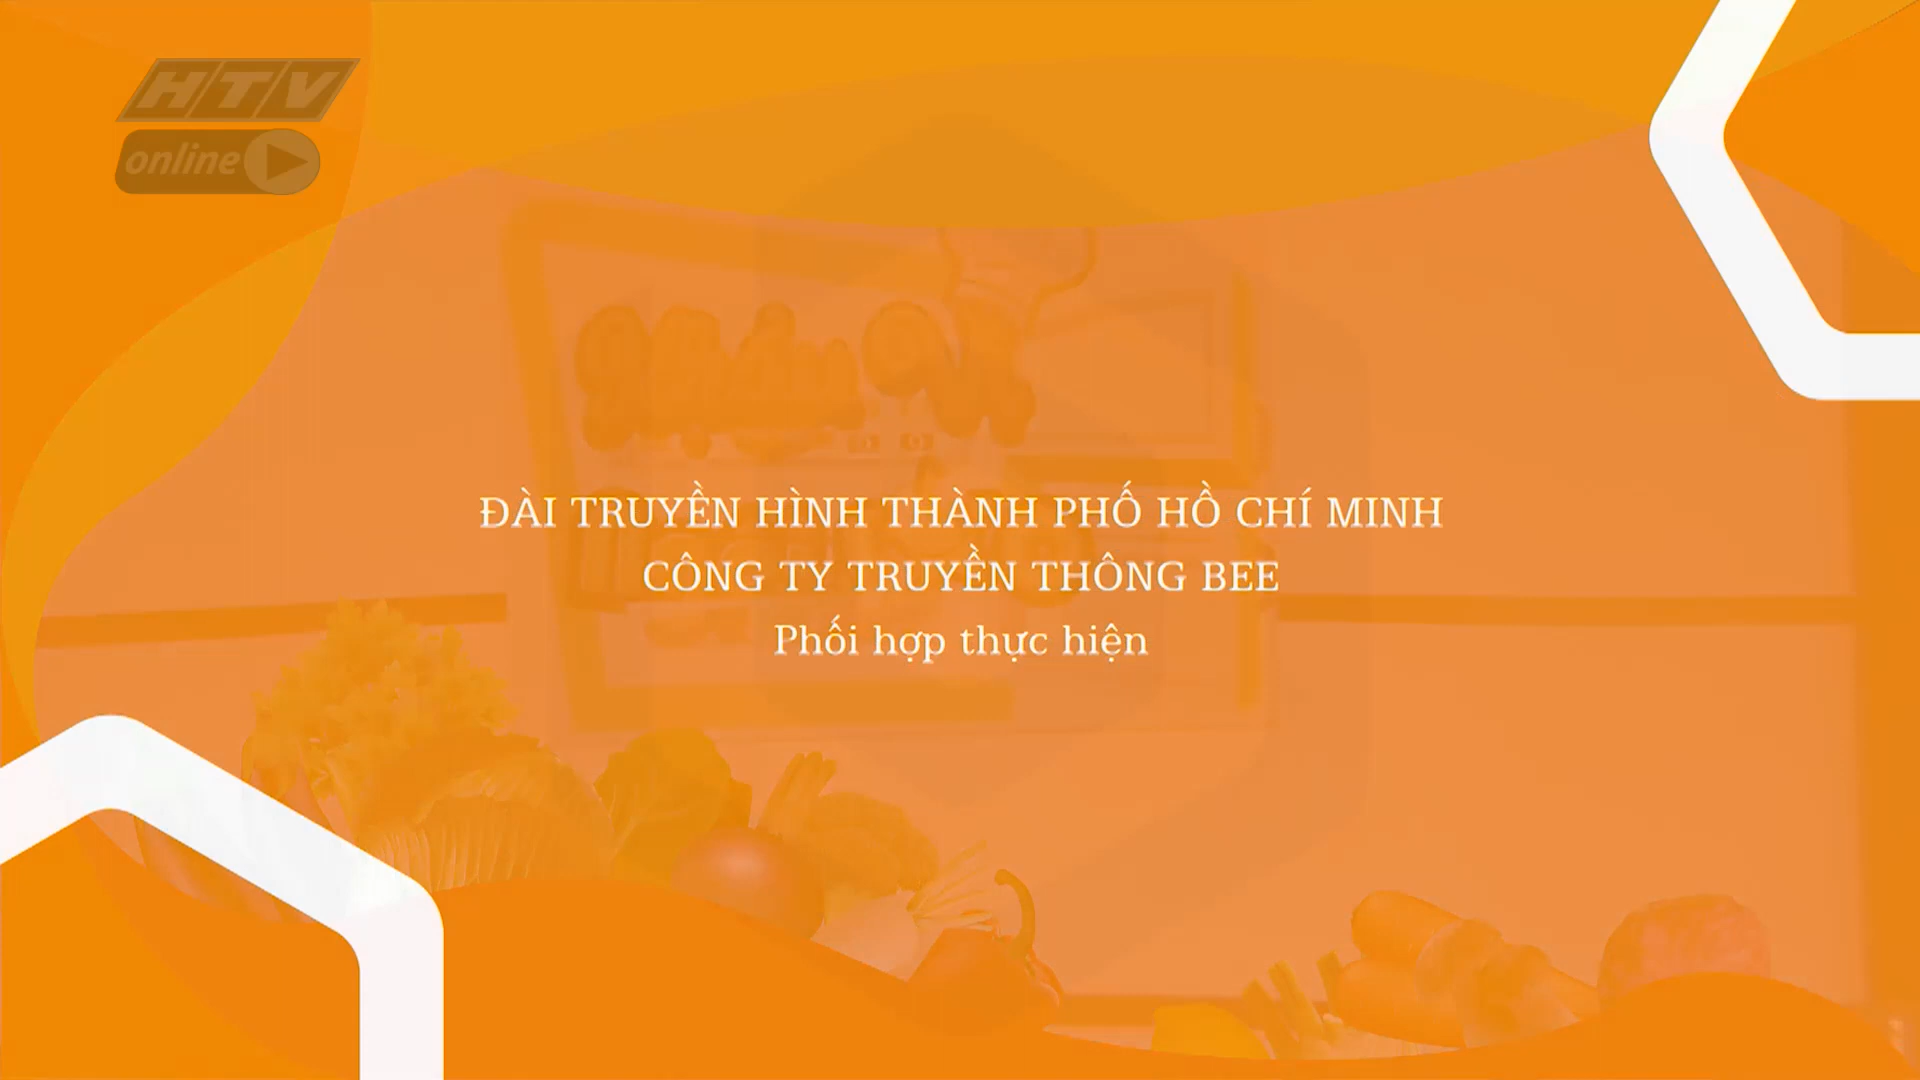 HTV
online
ĐÀI TRUYỀN HÌNH THÀNH PHỐ HỒ CHÍ MINH
CÔNG TY TRUYỀN THÔNG BEE
Phối hợp thực hiện